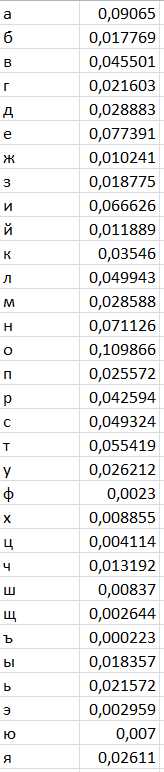 а 0,09065
б 0,017769
в 0,045501
г 0,021603
д 0,028883
е 0,077391
ж 0,010241
з 0,018775
и 0,066626
й 0,011889
к 0,03546
л 0,049943
м 0,028588
н 0,071126
о 0,109866
п 0,025572
р 0,042594
с 0,049324
т 0,055419
у 0,026212
ф 0,0023
х 0,008855
ц 0,004114
ч 0,013192
ш 0,00837
щ 0,002644
ъ 0,000223
ы 0,018357
ь 0,021572
э 0,002959
ю 0,007
я 0,02611